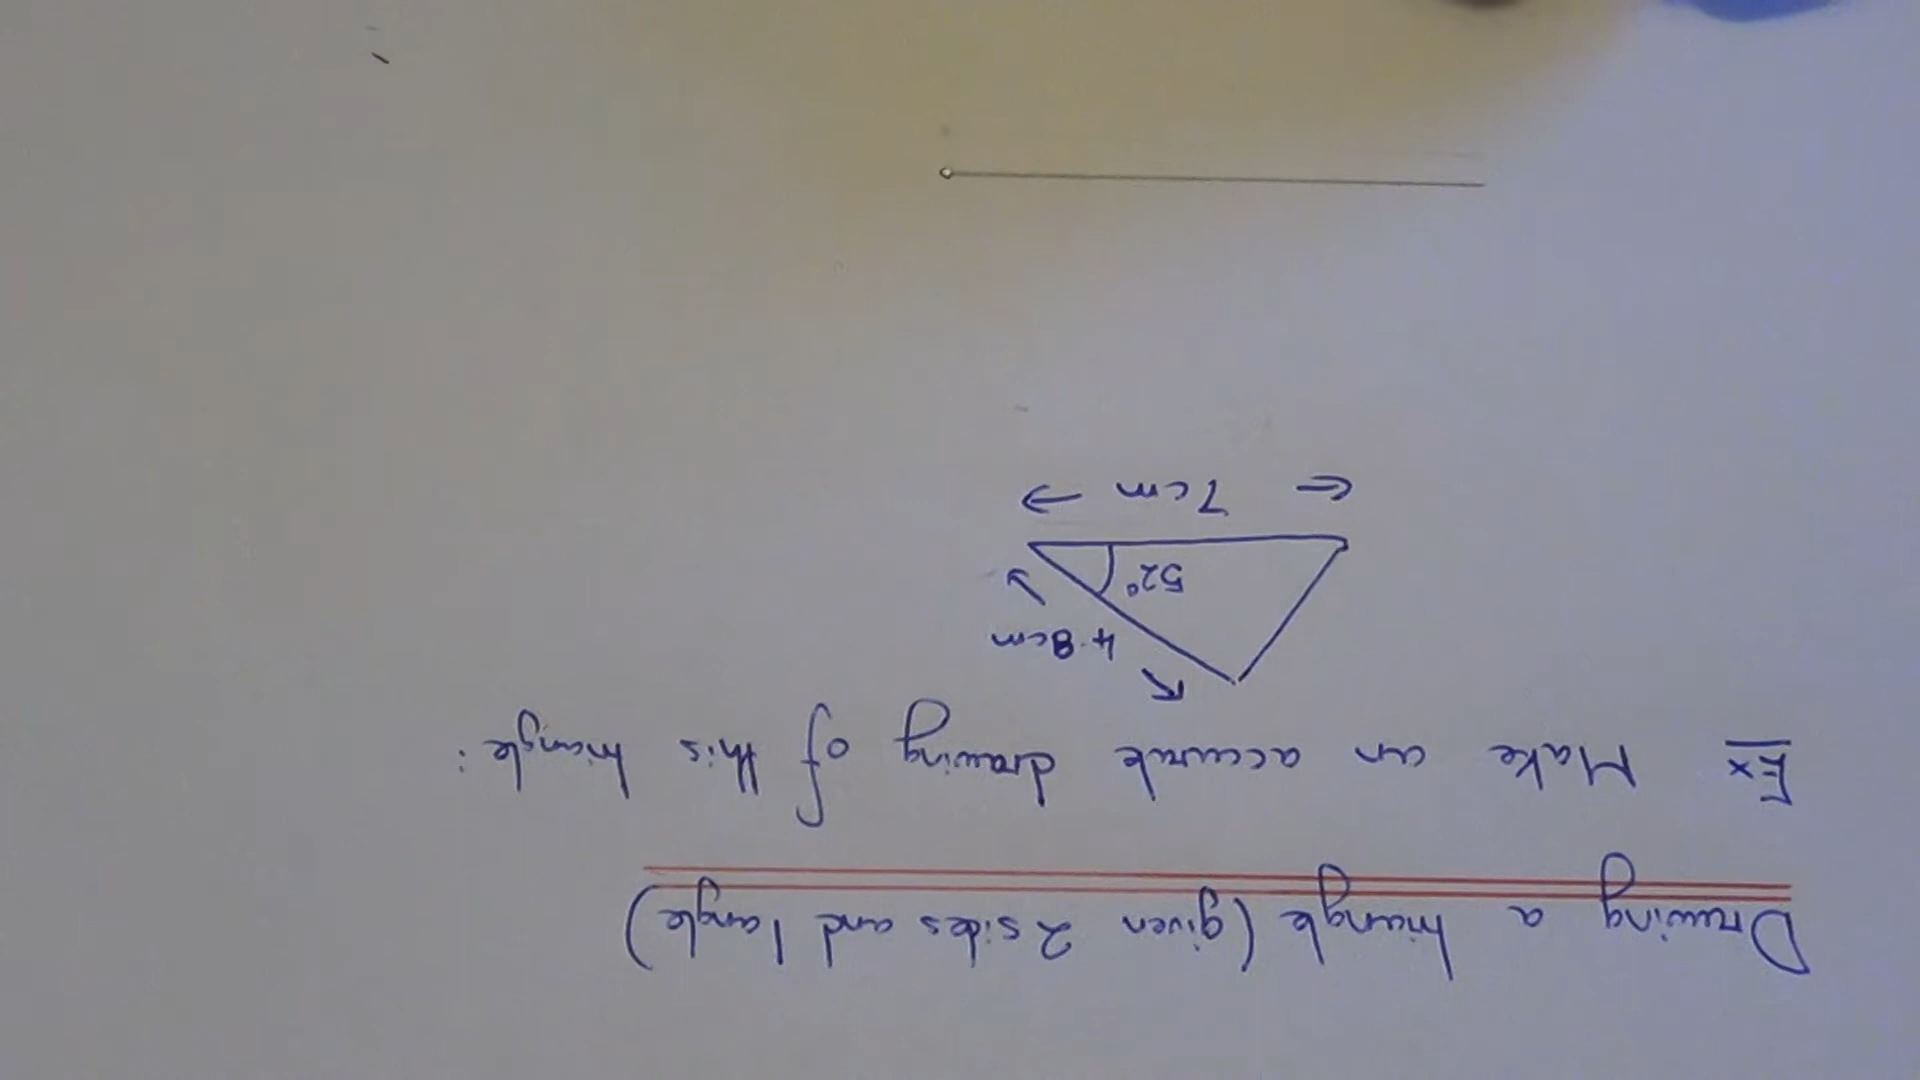 Drawing a triangle (given 2 sides and 1 angle)
Ex Make an accurate drawing of this triangle:
4.8cm
52°
← 7cm →